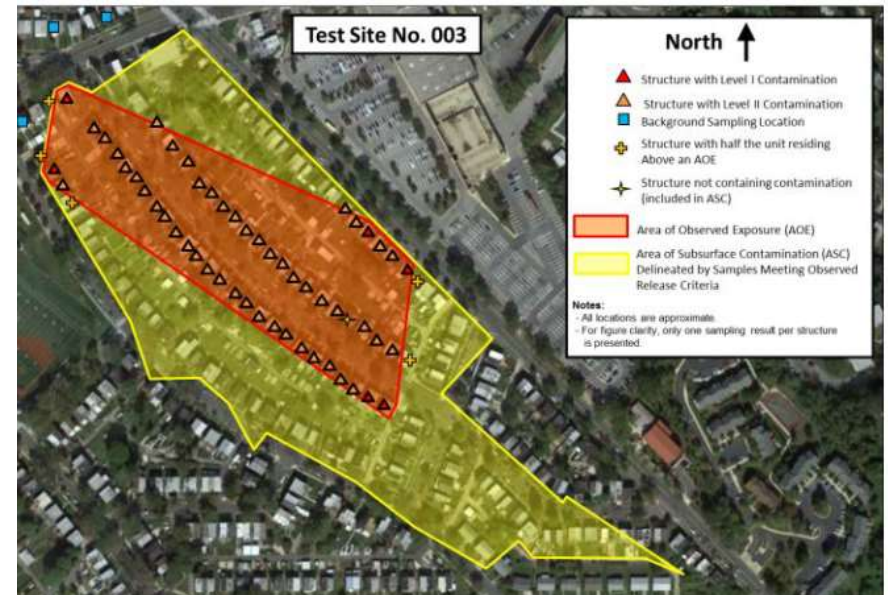 Test Site No. 003
North
Structure with Level I Contamination
Structure with Level II Contamination
Background Sampling Location
Structure with half the unit residing
Above an AOE
Structure not containing contamination
(included in ASC)
Area of Observed Exposure (AOE)
Area of Subsurface Contamination (ASC)
Delineated by Samples Meeting Observed
Release Criteria
Notes:
- All locations are approximate.
- For figure clarity, only one sampling result per structure
is presented.